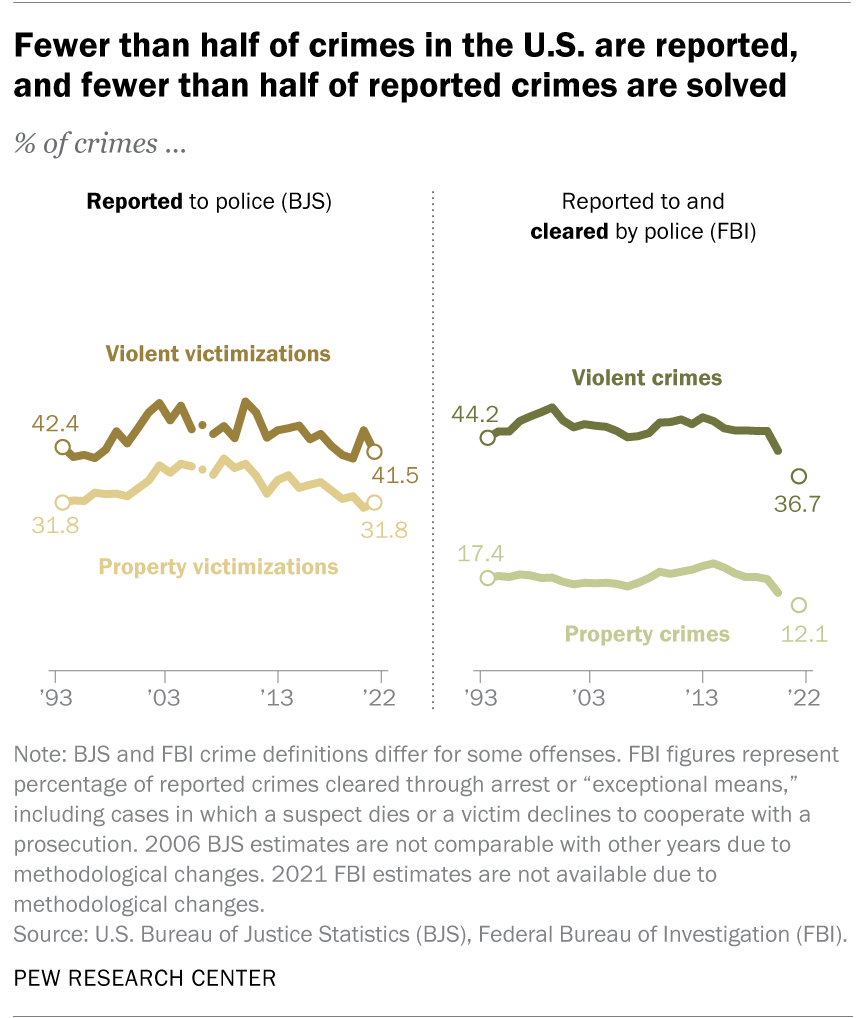 Fewer than half of crimes in the U.S. are reported,
and fewer than half of reported crimes are solved
% of crimes ...
Reported to police (BJS)
Violent victimizations
42.4
41.5
31.8
31.8
Property victimizations
’93
’03
’13
’22
Reported to and
cleared by police (FBI)
Violent crimes
44.2
36.7
17.4
Property crimes
12.1
’93
’03
’13
’22
Note: BJS and FBI crime definitions differ for some offenses. FBI figures represent
percentage of reported crimes cleared through arrest or “exceptional means,”
including cases in which a suspect dies or a victim declines to cooperate with a
prosecution. 2006 BJS estimates are not comparable with other years due to
methodological changes. 2021 FBI estimates are not available due to
methodological changes.
Source: U.S. Bureau of Justice Statistics (BJS), Federal Bureau of Investigation (FBI).
PEW RESEARCH CENTER